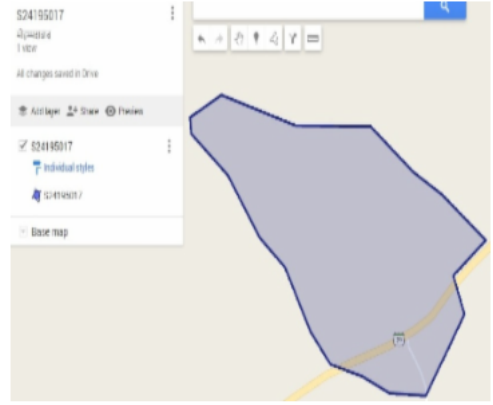 S24195017
1 view
All changes saved in Drive
Add layer Share Preview
S24195017
Individual styles
S24195017
Base map